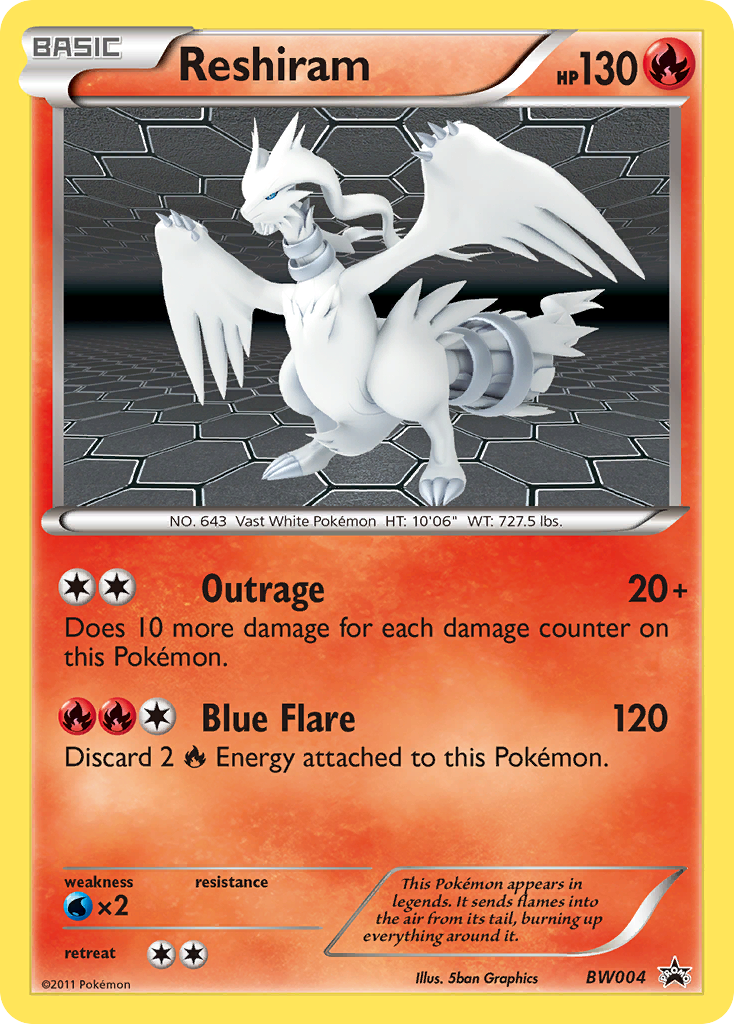 BASIC
Reshiram
HP130
NO. 643 Vast White Pokémon HT: 10'06" WT: 727.5 lbs.
Outrage 20+
Does 10 more damage for each damage counter on
this Pokémon.
Blue Flare 120
Discard 2 Energy attached to this Pokémon.
weakness resistance
×2
This Pokémon appears in
legends. It sends flames into
the air from its tail, burning up
everything around it.
retreat
©2011 Pokémon
Illus. 5ban Graphics
BW004
PROMO